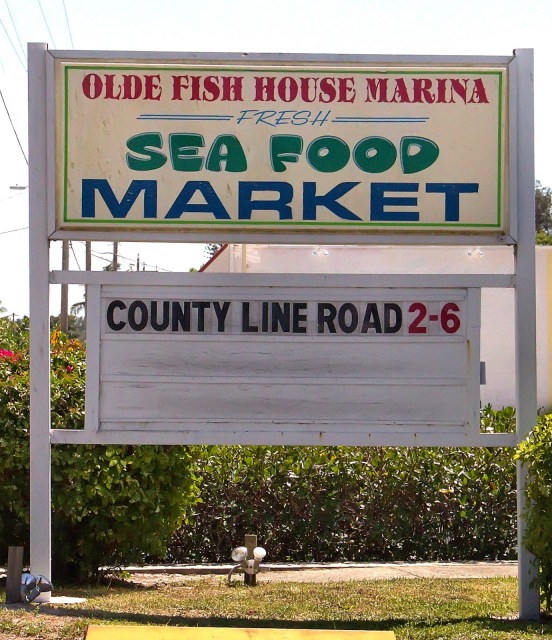 OLDE FISH HOUSE MARINA
FRESH
SEA FOOD
MARKET
COUNTY LINE ROAD 2-6